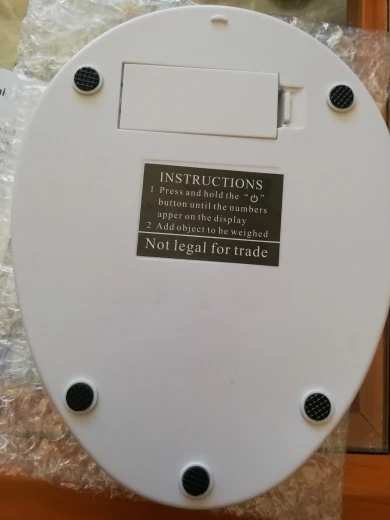 INSTRUCTIONS
1 Press and hold the "⏻"
button until the numbers
apper on the display
2 Add object to be weighed
Not legal for trade